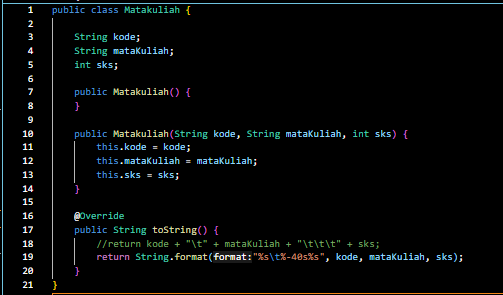 1 public class Matakuliah {
2
3     String kode;
4     String mataKuliah;
5     int sks;
6
7     public Matakuliah() {
8     }
9
10     public Matakuliah(String kode, String mataKuliah, int sks) {
11         this.kode = kode;
12         this.mataKuliah = mataKuliah;
13         this.sks = sks;
14     }
15
16     @Override
17     public String toString() {
18         //return kode + "\t" + mataKuliah + "\t\t\t" + sks;
19         return String.format(format:"%s\t%-40s%s", kode, mataKuliah, sks);
20     }
21 }